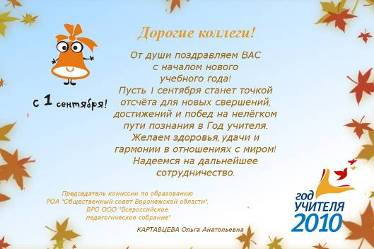 Дорогие коллеги!
От души поздравляем ВАС
с началом нового
учебного года!
Пусть 1 сентября станет точкой
отсчёта для новых свершений,
достижений и побед на нелёгком
пути познания в Год учителя.
Желаем здоровья, удачи и
гармонии в отношениях с миром!
Надеемся на дальнейшее
сотрудничество.
С 1 сентября!
Председатель комиссии по образованию
РОА "Общественный совет Воронежской области",
ВРО ООО "Всероссийское
педагогическое собрание"
КАРТАВЦЕВА Ольга Анатольевна
ГОД
УЧИТЕЛЯ
2010